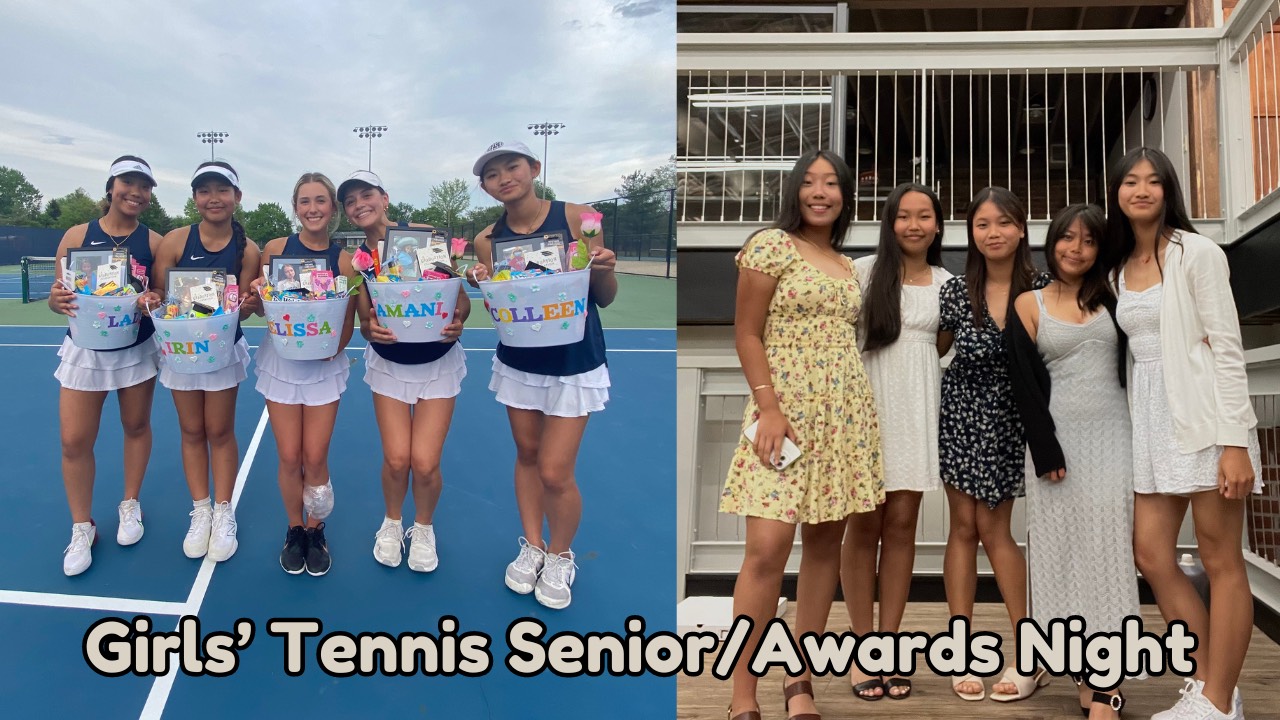 LAI
IRIN
ELISSA
AMANI
COLLEEN
Girls' Tennis Senior/Awards Night